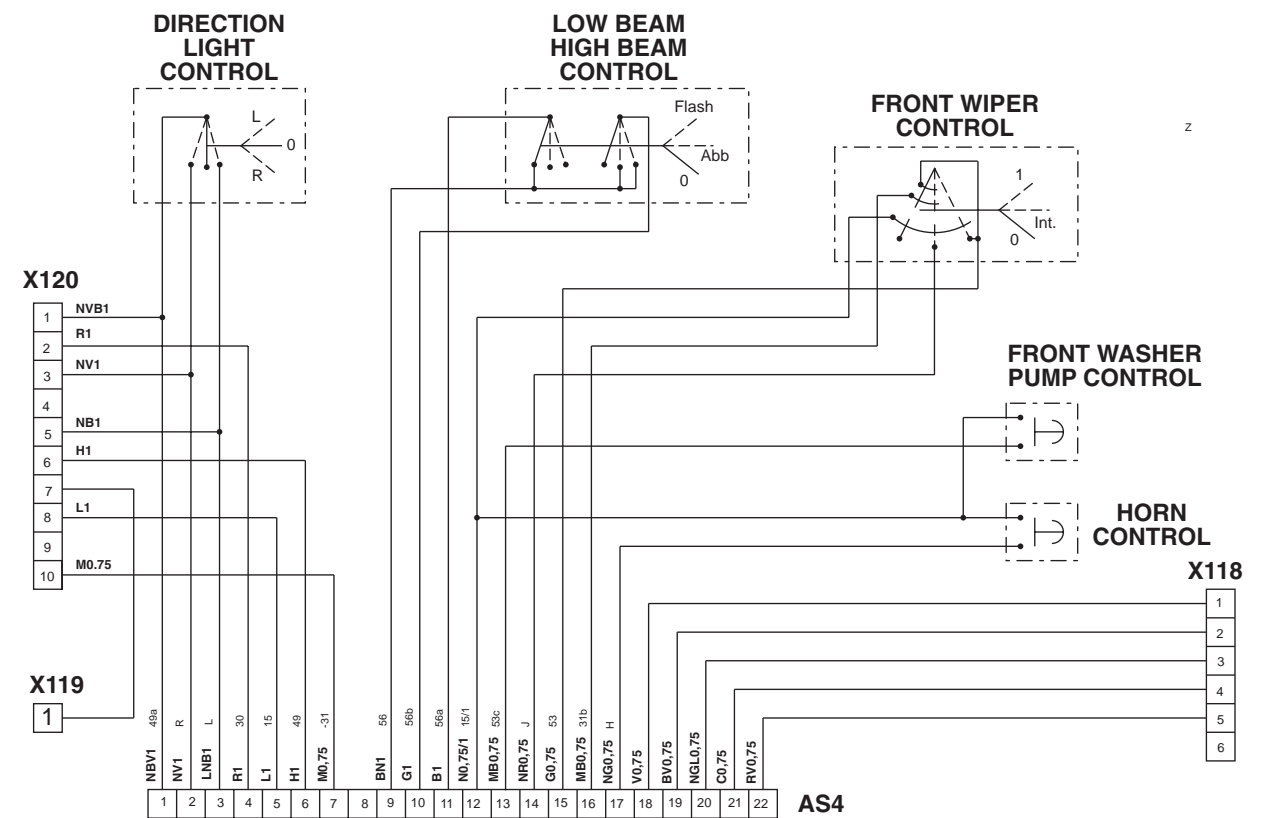 DIRECTION
LIGHT
CONTROL
L
0
R
LOW BEAM
HIGH BEAM
CONTROL
Flash
Abb
0
FRONT WIPER
CONTROL
1
Int.
0
z
X120
1 NVB1
2 R1
3 NV1
4
5 NB1
6 H1
7
8 L1
9
10 M0.75
FRONT WASHER
PUMP CONTROL
HORN
CONTROL
X118
1
2
3
4
5
6
X119
1
49a
R
L
30
15
49
-31
56
56b
56a
15/1
53c
J
53
31b
H
NBV1
NV1
LNB1
R1
L1
H1
M0,75
BN1
G1
B1
N0,75/1
MB0,75
NR0,75
G0,75
MB0,75
NG0,75
V0,75
BV0,75
NGL0,75
C0,75
RV0,75
1 2 3 4 5 6 7 8 9 10 11 12 13 14 15 16 17 18 19 20 21 22
AS4